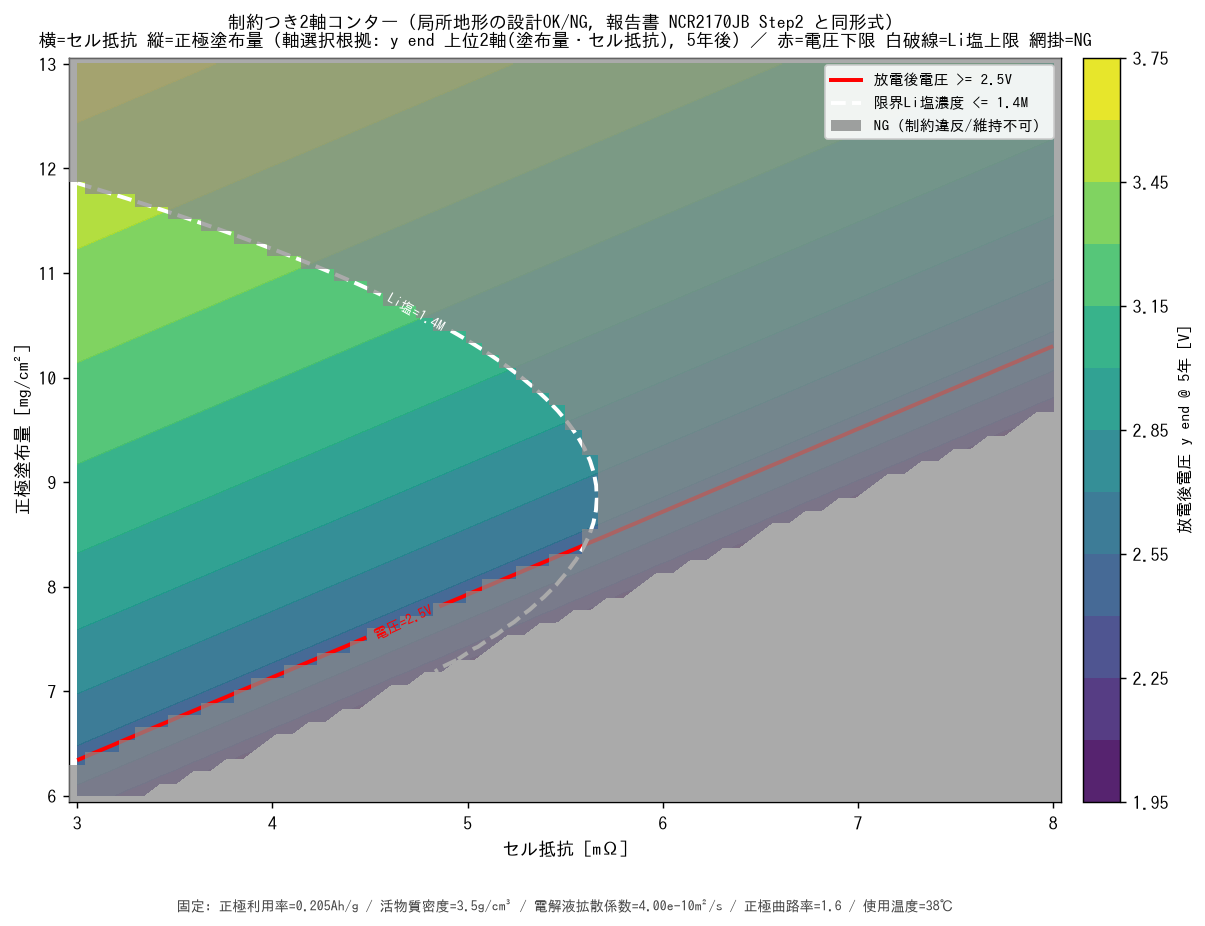 制約つき2軸コンター (局所地形の設計OK/NG, 報告書 NCR2170JB Step2 と同形式)
横=セル抵抗 縦=正極塗布量 (軸選択根拠: y_end 上位2軸(塗布量・セル抵抗), 5年後) ／ 赤=電圧下限 白破線=Li塩上限 網掛=NG
放電後電圧 >= 2.5V
限界Li塩濃度 <= 1.4M
NG (制約違反/維持不可)
13
12
11
10
9
8
7
6
正極塗布量 [mg/cm²]
Li塩=1.4M
電圧=2.5V
3
4
5
6
7
8
セル抵抗 [mΩ]
3.75
3.45
3.15
2.85
2.55
2.25
1.95
放電後電圧 y_end @ 5年 [V]
固定: 正極利用率=0.205Ah/g / 活物質密度=3.5g/cm³ / 電解液拡散係数=4.00e-10m²/s / 正極曲路率=1.6 / 使用温度=38℃